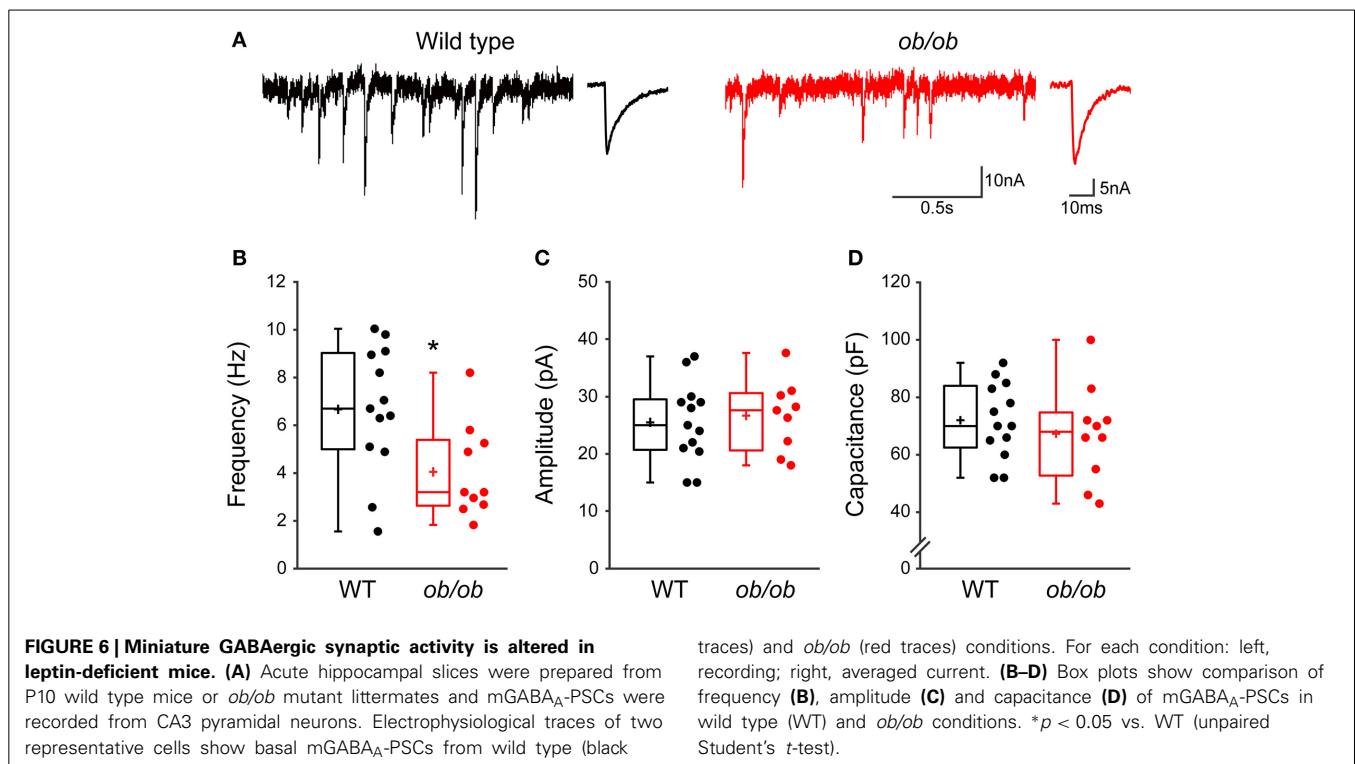 A
Wild type
ob/ob
10nA
0.5s
5nA
10ms
B
Frequency (Hz)
12
10
8
6
4
2
0
*
WT
ob/ob
C
Amplitude (pA)
50
40
30
20
10
0
WT
ob/ob
D
Capacitance (pF)
120
100
80
60
40
0
WT
ob/ob
FIGURE 6 | Miniature GABAergic synaptic activity is altered in
leptin-deficient mice. (A) Acute hippocampal slices were prepared from
P10 wild type mice or ob/ob mutant littermates and mGABAA-PSCs were
recorded from CA3 pyramidal neurons. Electrophysiological traces of two
representative cells show basal mGABAA-PSCs from wild type (black
traces) and ob/ob (red traces) conditions. For each condition: left,
recording; right, averaged current. (B–D) Box plots show comparison of
frequency (B), amplitude (C) and capacitance (D) of mGABAA-PSCs in
wild type (WT) and ob/ob conditions. *p < 0.05 vs. WT (unpaired
Student's t-test).